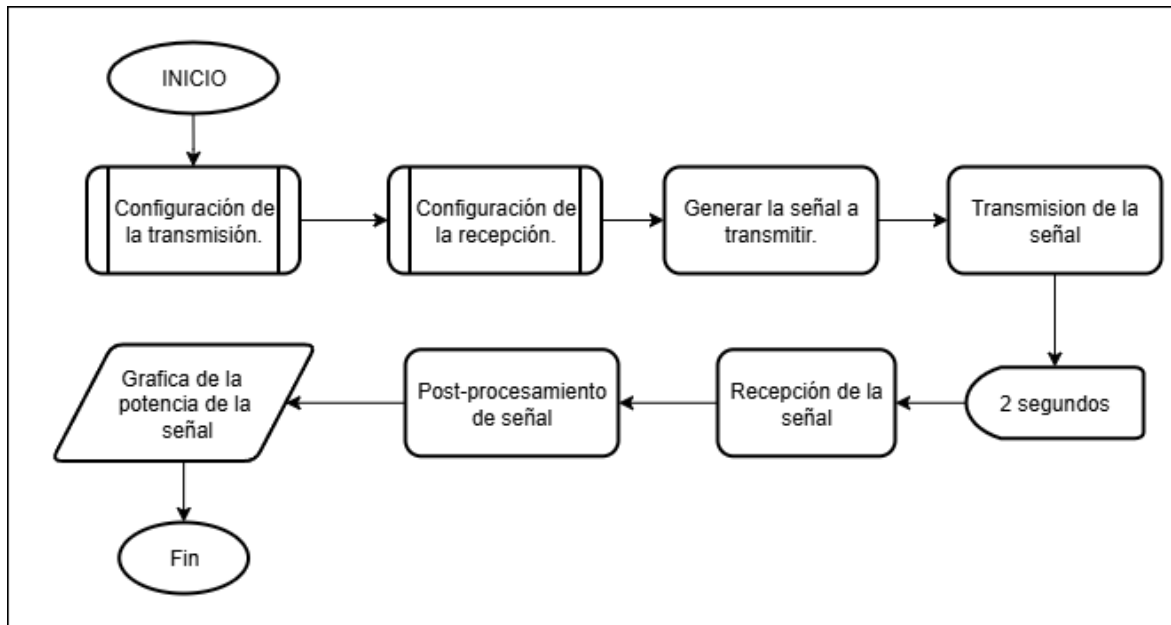 INICIO
Configuración de
la transmisión.
Configuración de
la recepción.
Generar la señal a
transmitir.
Transmision de la
señal
2 segundos
Recepción de la
señal
Post-procesamiento
de señal
Grafica de la
potencia de la
señal
Fin